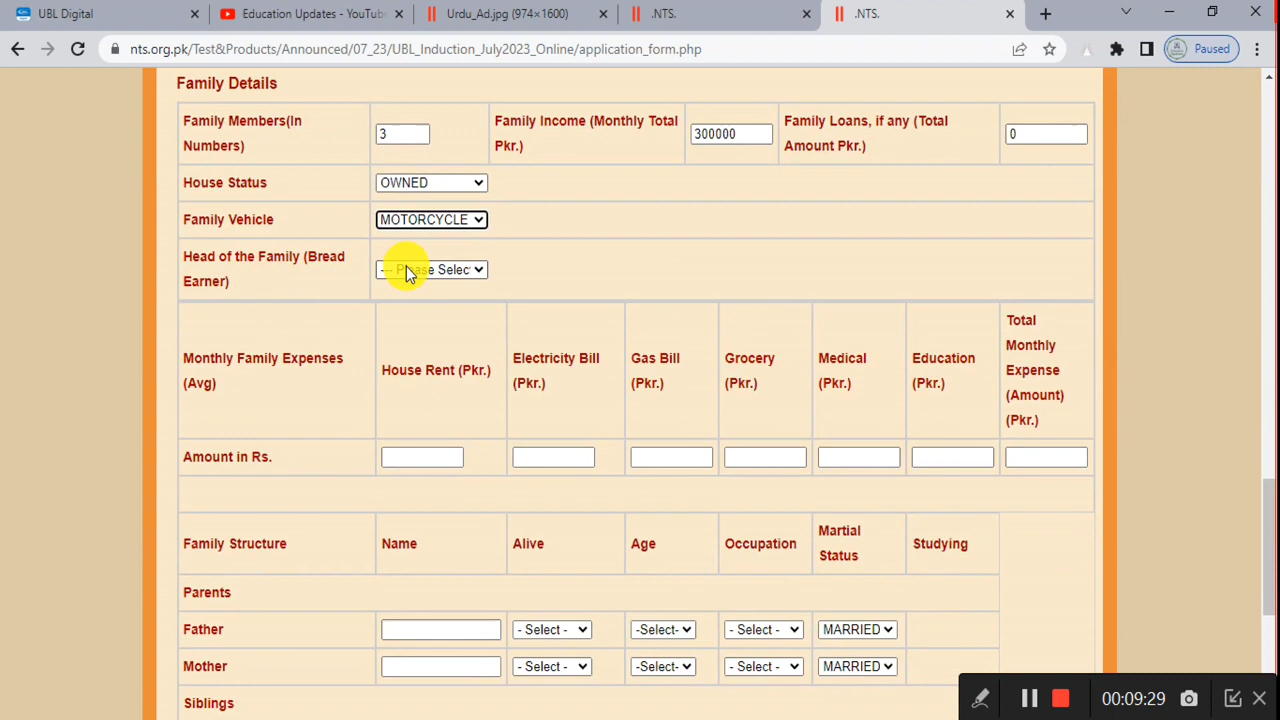 UBL Digital
Education Updates - YouTub
Urdu_Ad.jpg (974×1600)
.NTS.
.NTS.
nts.org.pk/Test&Products/Announced/07_23/UBL_Induction_July2023_Online/application_form.php
Paused
Family Details
Family Members(In Numbers)
3
Family Income (Monthly Total Pkr.)
300000
Family Loans, if any (Total Amount Pkr.)
0
House Status
OWNED
Family Vehicle
MOTORCYCLE
Head of the Family (Bread Earner)
--- Please Select
Monthly Family Expenses (Avg)
House Rent (Pkr.)
Electricity Bill (Pkr.)
Gas Bill (Pkr.)
Grocery (Pkr.)
Medical (Pkr.)
Education (Pkr.)
Total Monthly Expense (Amount) (Pkr.)
Amount in Rs.
Family Structure
Name
Alive
Age
Occupation
Martial Status
Studying
Parents
Father
- Select -
-Select-
- Select -
MARRIED
Mother
- Select -
-Select-
- Select -
MARRIED
Siblings
00:09:29